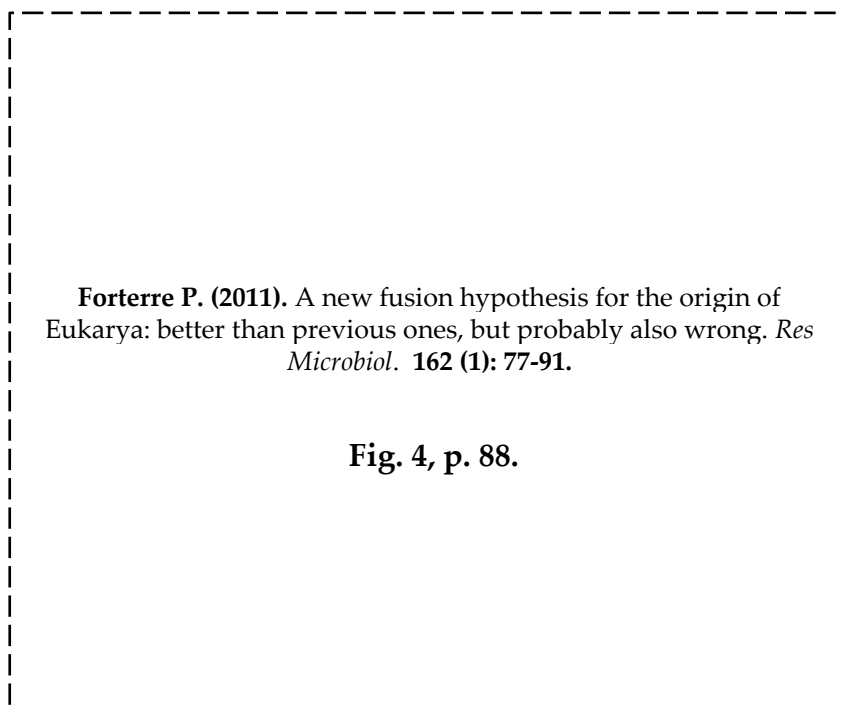 Forterre P. (2011). A new fusion hypothesis for the origin of
Eukarya: better than previous ones, but probably also wrong. Res
Microbiol. 162 (1): 77-91.
Fig. 4, p. 88.